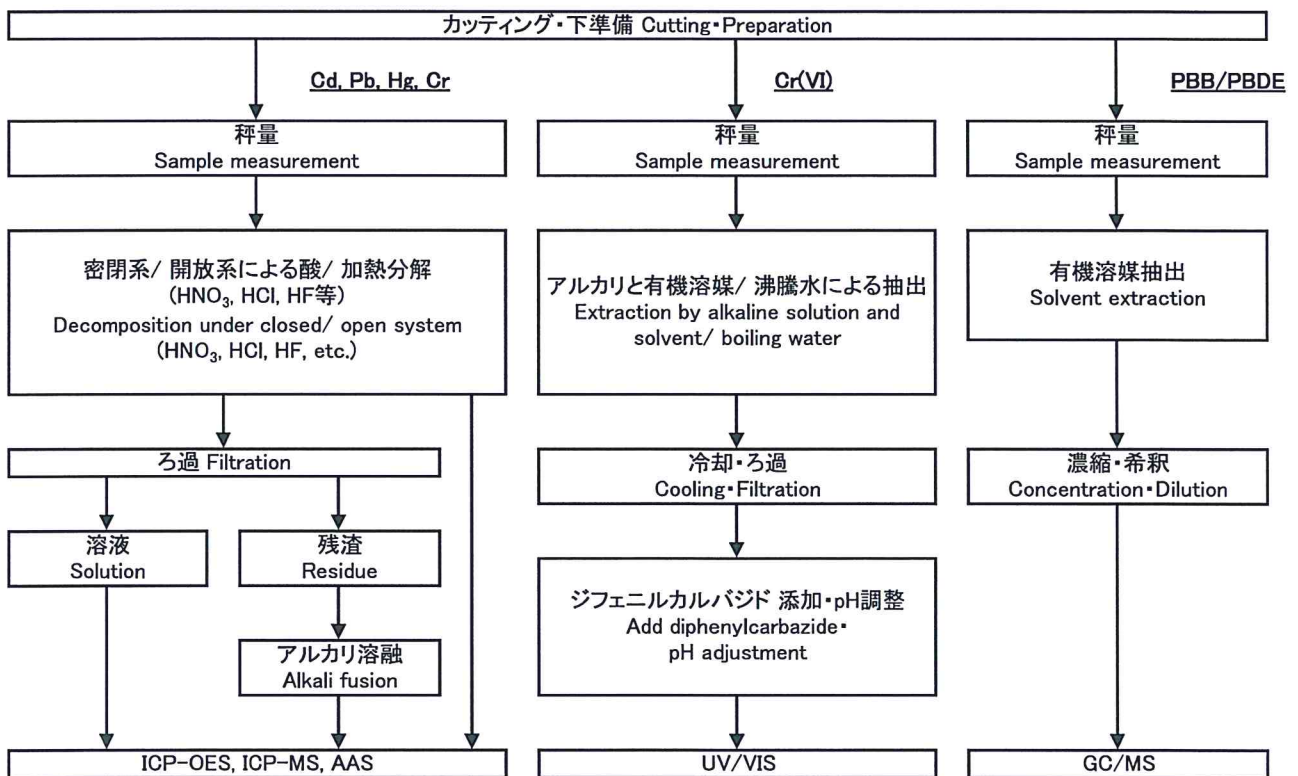 カッティング・下準備 Cutting・Preparation
Cd, Pb, Hg, Cr
Cr(VI)
PBB/PBDE
秤量
Sample measurement
秤量
Sample measurement
秤量
Sample measurement
密閉系/ 開放系による酸/ 加熱分解
(HNO₃, HCl, HF等)
Decomposition under closed/ open system
(HNO₃, HCl, HF, etc.)
アルカリと有機溶媒/ 沸騰水による抽出
Extraction by alkaline solution and
solvent/ boiling water
有機溶媒抽出
Solvent extraction
ろ過 Filtration
冷却・ろ過
Cooling・Filtration
濃縮・希釈
Concentration・Dilution
溶液
Solution
残渣
Residue
ジフェニルカルバジド 添加・pH調整
Add diphenylcarbazide・
pH adjustment
アルカリ溶融
Alkali fusion
ICP-OES, ICP-MS, AAS
UV/VIS
GC/MS